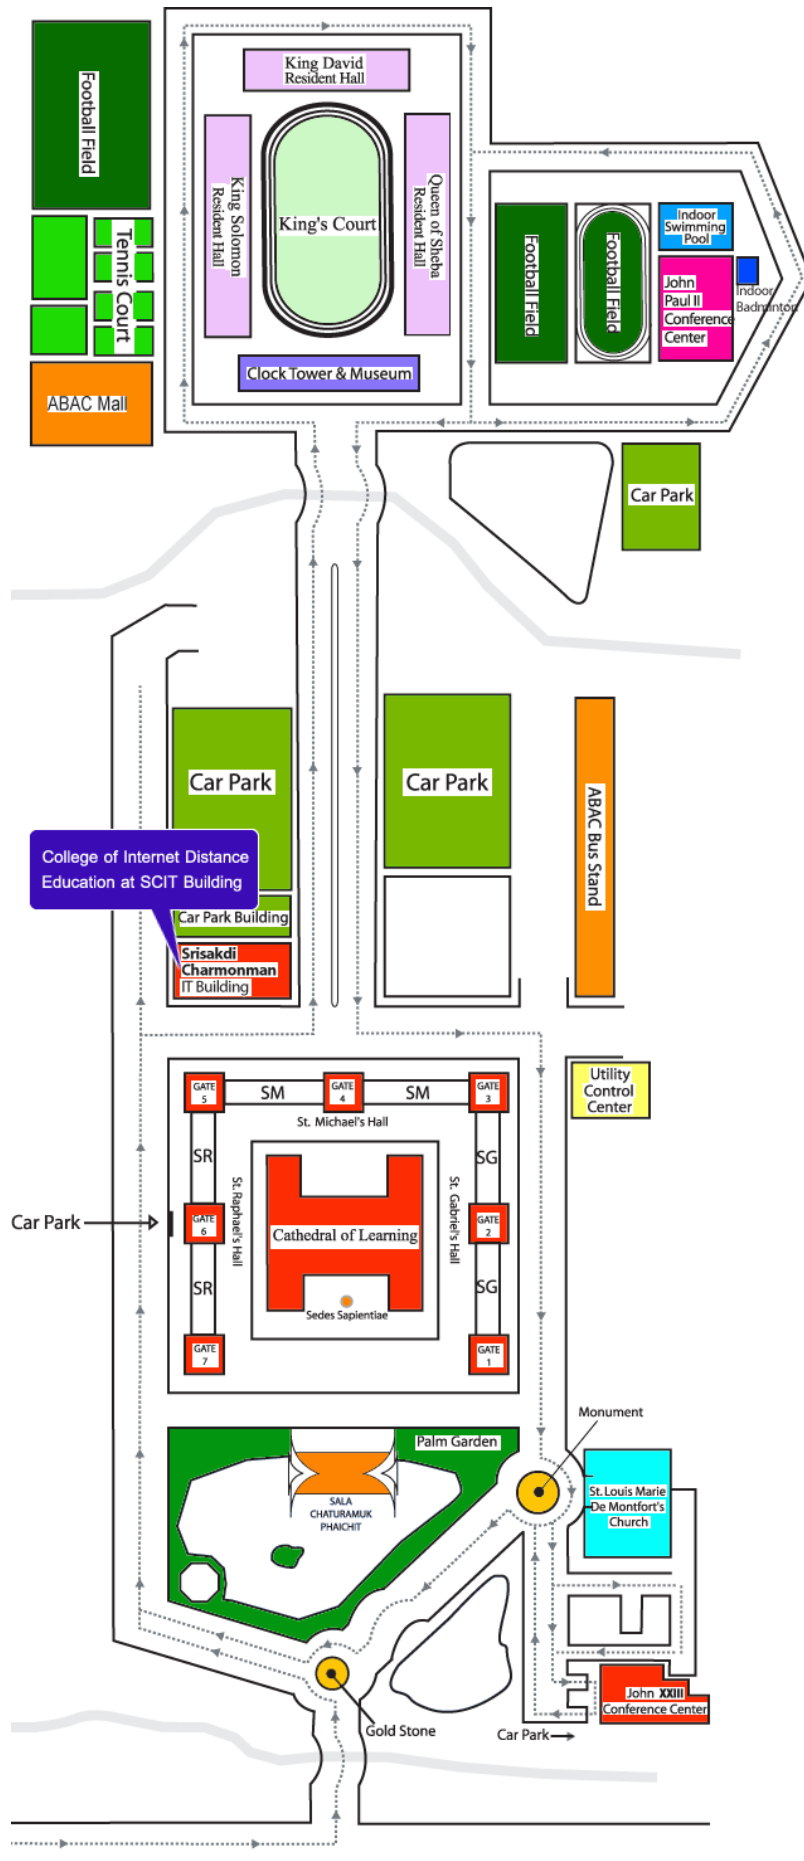 King David
Resident Hall
Football Field
King Solomon
Resident Hall
King's Court
Queen of Sheba
Resident Hall
Tennis Court
Football Field
Football Field
Indoor
Swimming
Pool
John
Paul II
Conference
Center
Indoor
Badminton
Clock Tower & Museum
ABAC Mall
Car Park
Car Park
Car Park
ABAC Bus Stand
College of Internet Distance
Education at SCIT Building
Car Park Building
Srisakdi
Charmonman
IT Building
Utility
Control
Center
GATE
5
SM
GATE
4
SM
GATE
3
St. Michael's Hall
SR
St. Raphael's Hall
St. Gabriel's Hall
SG
Car Park
GATE
6
Cathedral of Learning
GATE
2
SR
SG
Sedes Sapientiae
GATE
7
GATE
1
Monument
Palm Garden
SALA
CHATURAMUK
PHAICHIT
St. Louis Marie
De Montfort's
Church
John XXIII
Conference Center
Gold Stone
Car Park